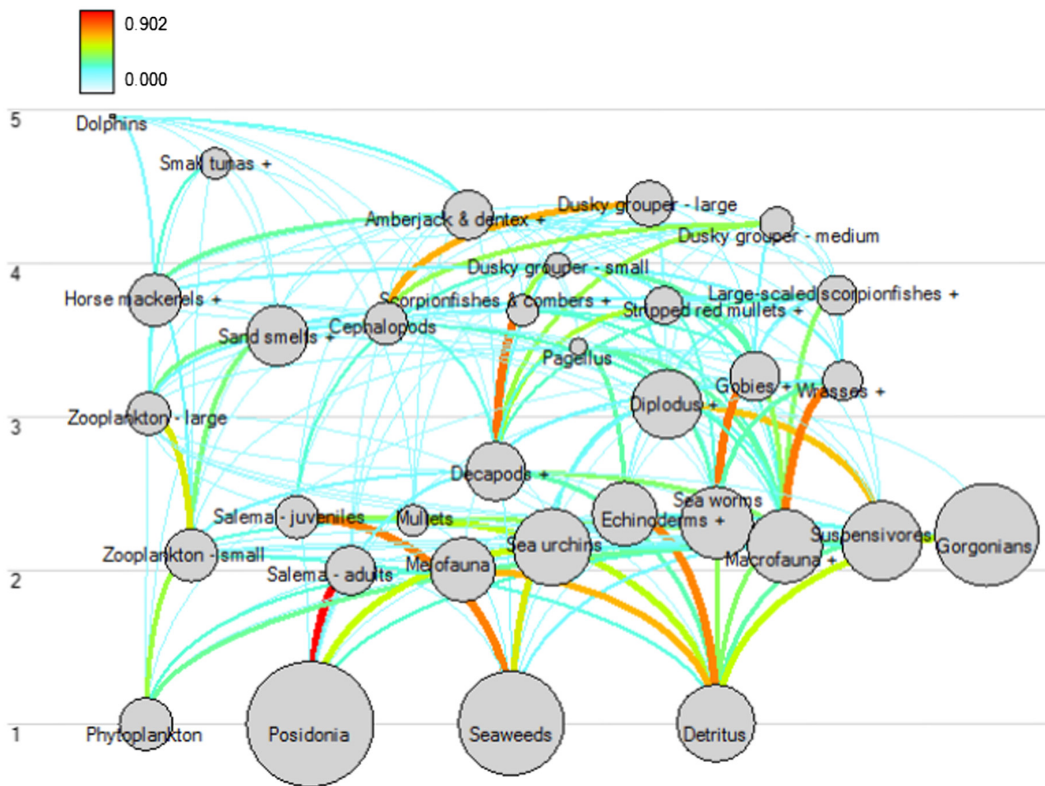 0.902
0.000
5
Dolphins
Small tunas +
Dusky grouper - large
Amberjack & dentex +
Dusky grouper - medium
4
Dusky grouper - small
Horse mackerels +
Scorpionfishes & combers +
Large-scaled scorpionfishes +
Stripped red mullets +
Sand smelts +
Cephalopods
Pagellus
Gobies +
Wrasses +
Zooplankton - large
Diplodus +
3
Decapods +
Sea worms
Salema - juveniles
Mullets
Echinoderms +
Suspensivores
Gorgonians
Sea urchins
Zooplankton - small
Macrofauna +
Meiofauna
Salema - adults
2
Phytoplankton
Posidonia
Seaweeds
Detritus
1